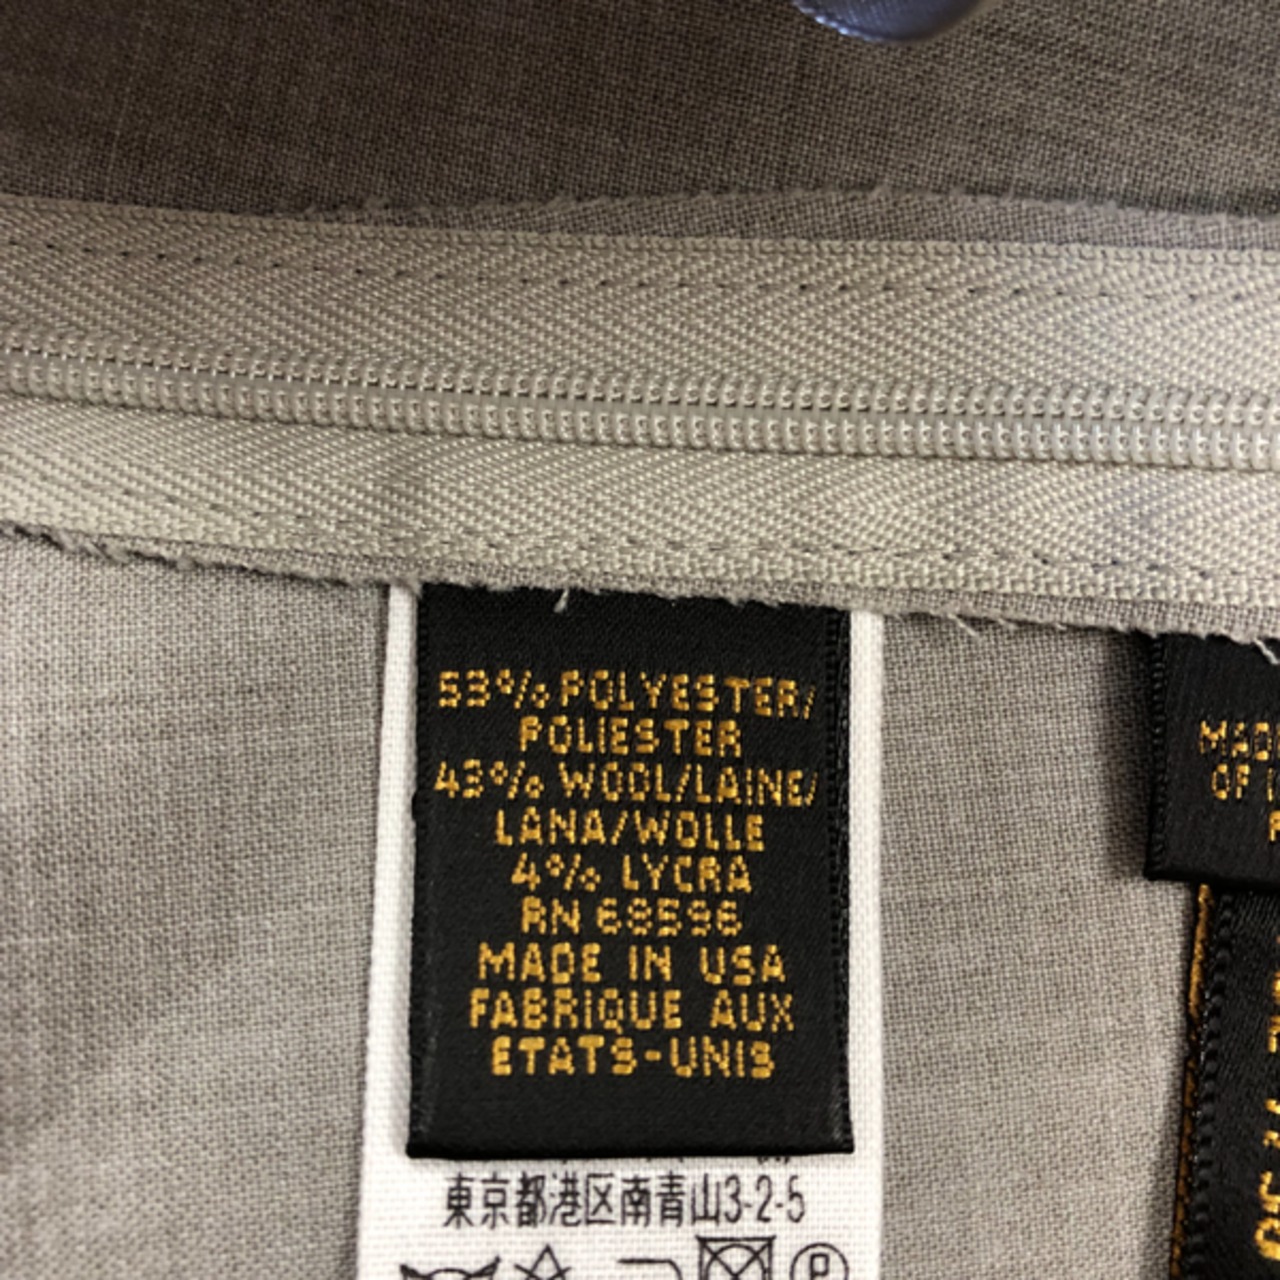 53% POLYESTER/
POLIESTER
43% WOOL/LAINE/
LANA/WOLLE
4% LYCRA
RN 68596
MADE IN USA
FABRIQUE AUX
ETATS-UNIS
東京都港区南青山3-2-5
P
OF